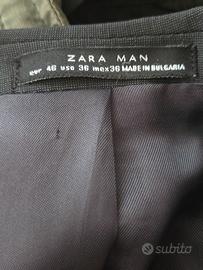 ZARA MAN
eur 46 usa 36 mex 36 MADE IN BULGARIA
subito